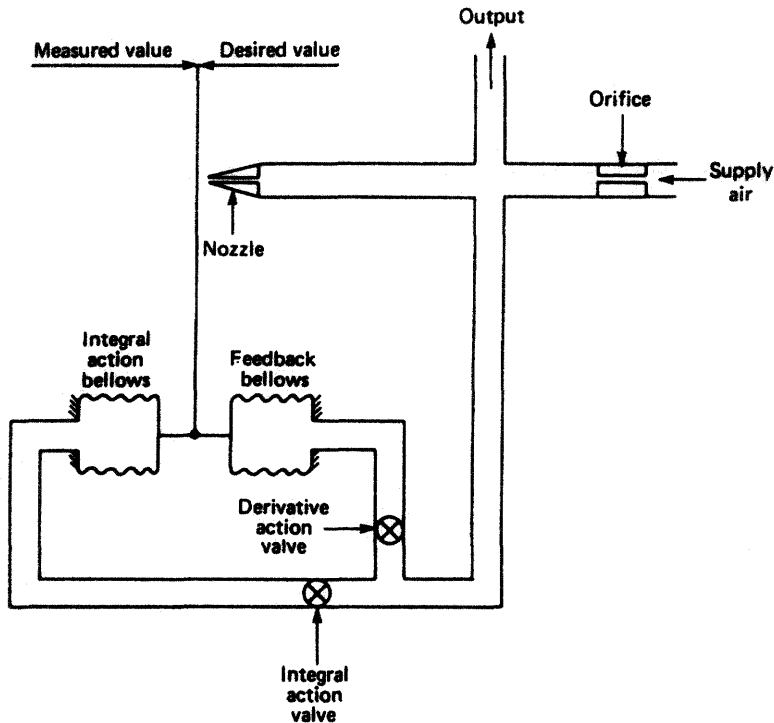 Output
Measured value
Desired value
Orifice
Supply
air
Nozzle
Integral
action
bellows
Feedback
bellows
Derivative
action
valve
Integral
action
valve